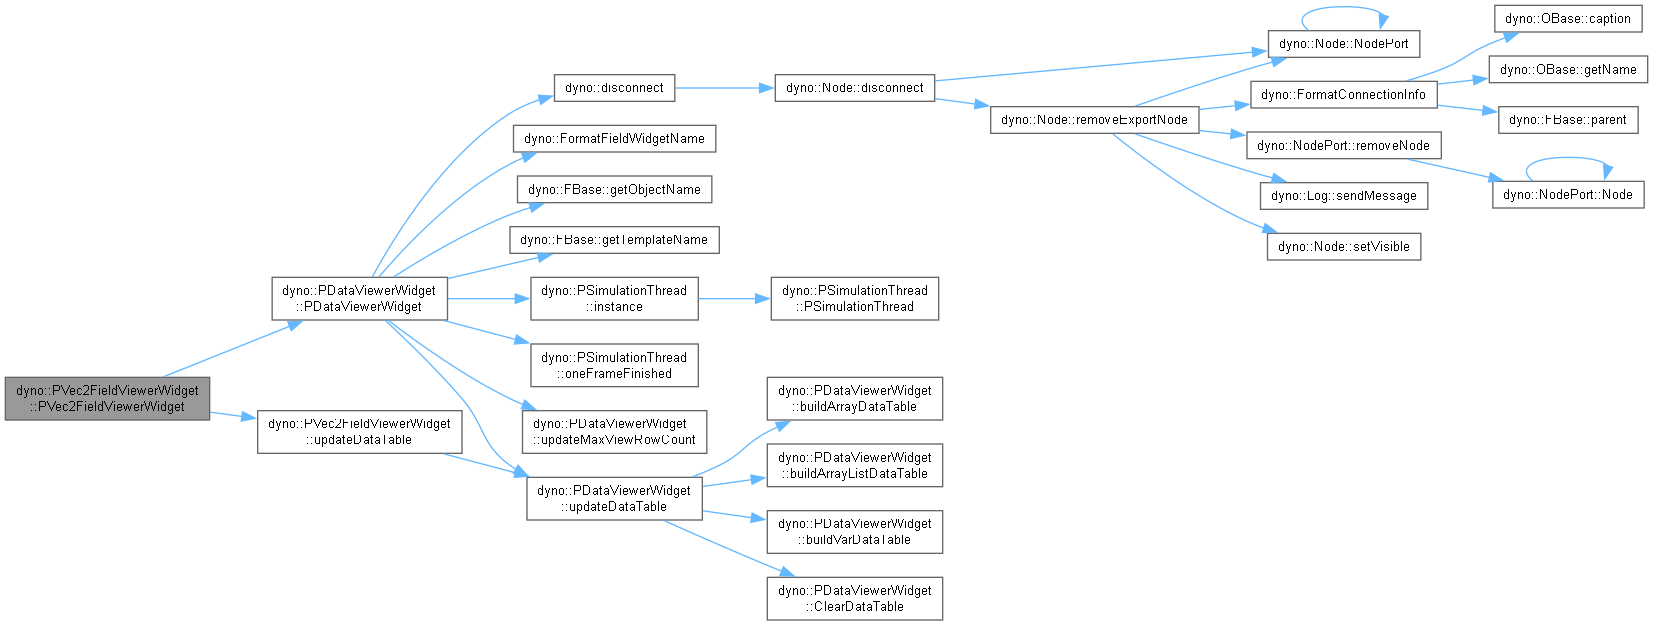 dyno::OBase::caption
dyno::Node::NodePort
dyno::OBase::getName
dyno::disconnect
dyno::Node::disconnect
dyno::FormatConnectionInfo
dyno::Node::removeExportNode
dyno::FBase::parent
dyno::FormatFieldWidgetName
dyno::NodePort::removeNode
dyno::FBase::getObjectName
dyno::Log::sendMessage
dyno::NodePort::Node
dyno::FBase::getTemplateName
dyno::Node::setVisible
dyno::PDataViewerWidget
::PDataViewerWidget
dyno::PSimulationThread
::instance
dyno::PSimulationThread
::PSimulationThread
dyno::PSimulationThread
::oneFrameFinished
dyno::PVec2FieldViewerWidget
::PVec2FieldViewerWidget
dyno::PDataViewerWidget
::buildArrayDataTable
dyno::PVec2FieldViewerWidget
::updateDataTable
dyno::PDataViewerWidget
::updateMaxViewRowCount
dyno::PDataViewerWidget
::buildArrayListDataTable
dyno::PDataViewerWidget
::updateDataTable
dyno::PDataViewerWidget
::buildVarDataTable
dyno::PDataViewerWidget
::ClearDataTable